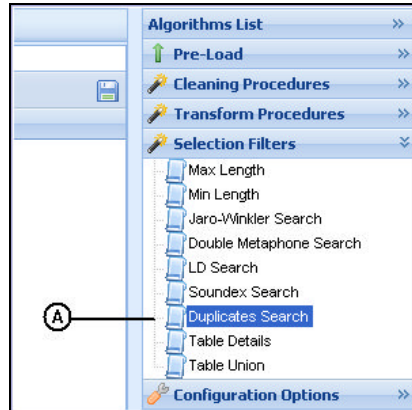 Algorithms List
Pre-Load
Cleaning Procedures
Transform Procedures
Selection Filters
Max Length
Min Length
Jaro-Winkler Search
Double Metaphone Search
LD Search
Soundex Search
A
Duplicates Search
Table Details
Table Union
Configuration Options